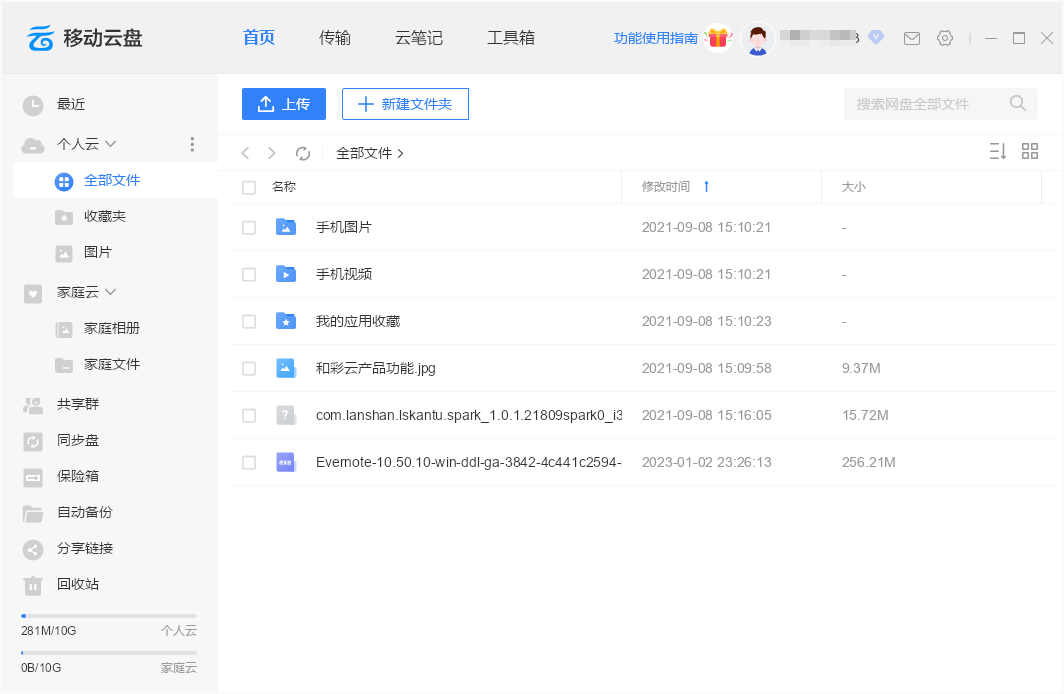 移动云盘
首页 传输 云笔记 工具箱
功能使用指南
最近
个人云
全部文件
收藏夹
图片
家庭云
家庭相册
家庭文件
共享群
同步盘
保险箱
自动备份
分享链接
回收站
281M/10G 个人云
0B/10G 家庭云
上传 新建文件夹 搜索网盘全部文件
全部文件
名称 修改时间 大小
手机图片 2021-09-08 15:10:21 -
手机视频 2021-09-08 15:10:21 -
我的应用收藏 2021-09-08 15:10:23 -
和彩云产品功能.jpg 2021-09-08 15:09:58 9.37M
? com.lanshan.lskantu.spark_1.0.1.21809spark0_i3 2021-09-08 15:16:05 15.72M
exe Evernote-10.50.10-win-ddl-ga-3842-4c441c2594- 2023-01-02 23:26:13 256.21M